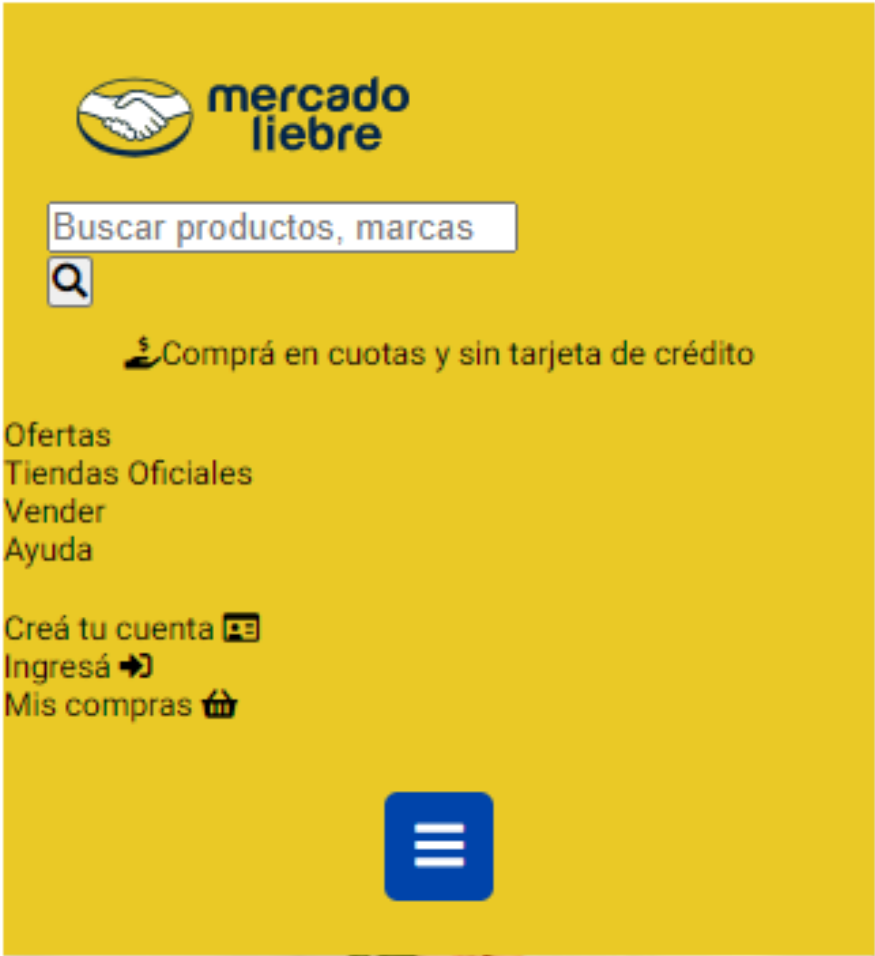 mercado
liebre
Buscar productos, marcas
Comprá en cuotas y sin tarjeta de crédito
Ofertas
Tiendas Oficiales
Vender
Ayuda
Creá tu cuenta
Ingresá
Mis compras